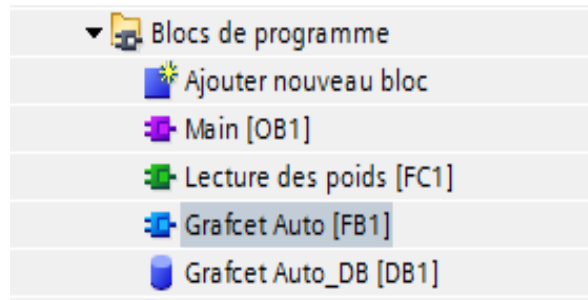 Blocs de programme
Ajouter nouveau bloc
Main [OB1]
Lecture des poids [FC1]
Grafcet Auto [FB1]
Grafcet Auto_DB [DB1]